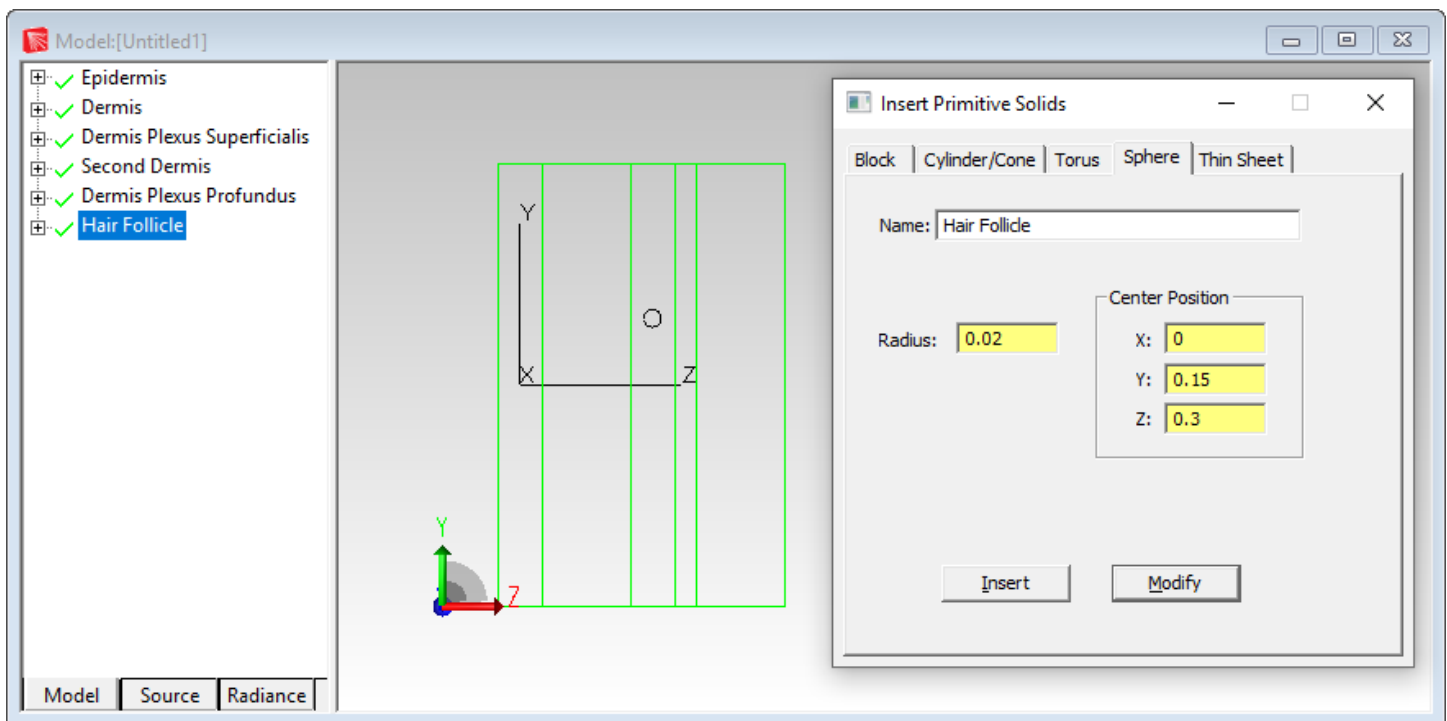 Model:[Untitled1]
Epidermis
Dermis
Dermis Plexus Superficialis
Second Dermis
Dermis Plexus Profundus
Hair Follicle
Model Source Radiance
Y
X
Z
Y
Z
Insert Primitive Solids
Block Cylinder/Cone Torus Sphere Thin Sheet
Name: Hair Follicle
Center Position
Radius: 0.02
X: 0
Y: 0.15
Z: 0.3
Insert Modify